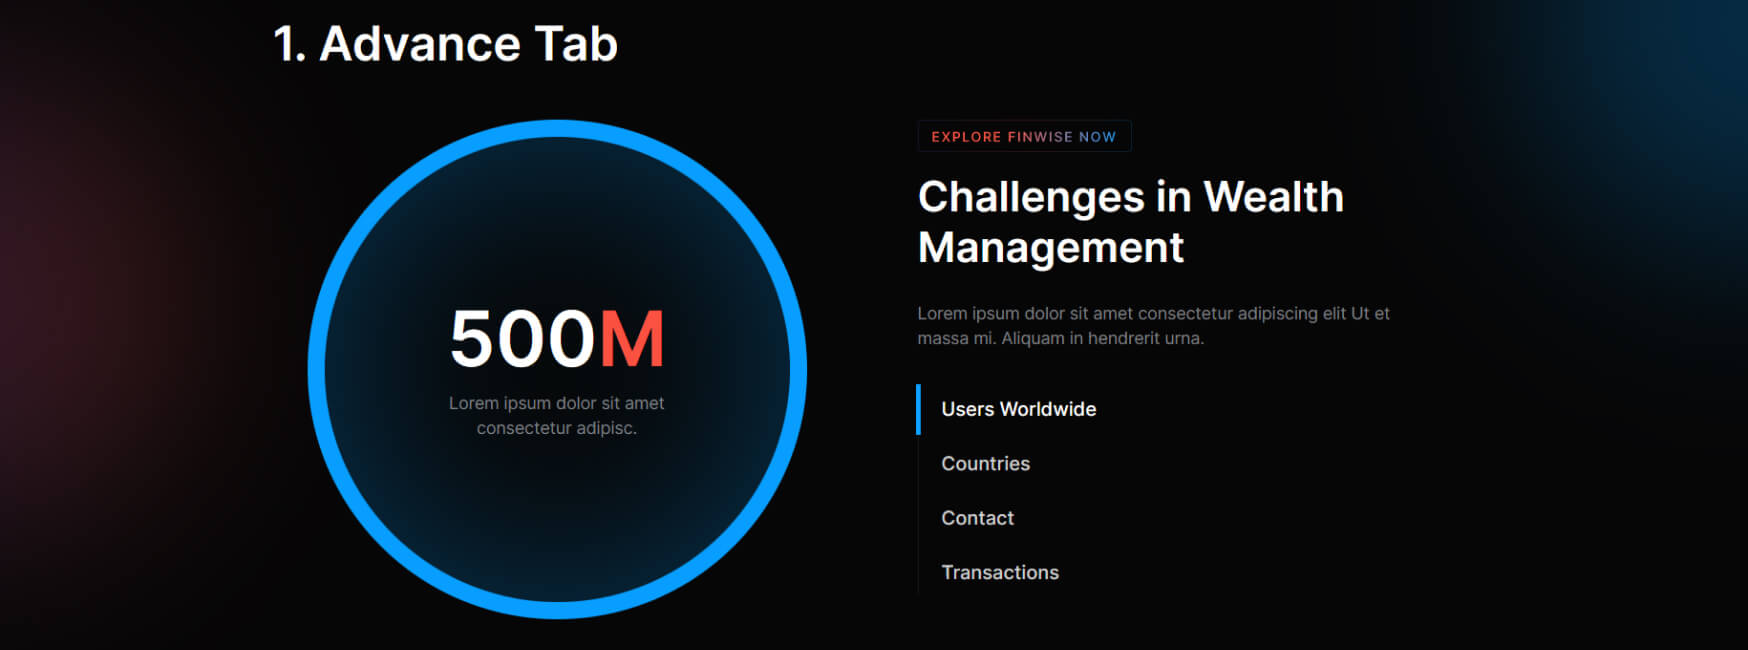 1. Advance Tab
500M
Lorem ipsum dolor sit amet
consectetur adipisc.
EXPLORE FINWISE NOW
Challenges in Wealth
Management
Lorem ipsum dolor sit amet consectetur adipiscing elit Ut et
massa mi. Aliquam in hendrerit urna.
Users Worldwide
Countries
Contact
Transactions